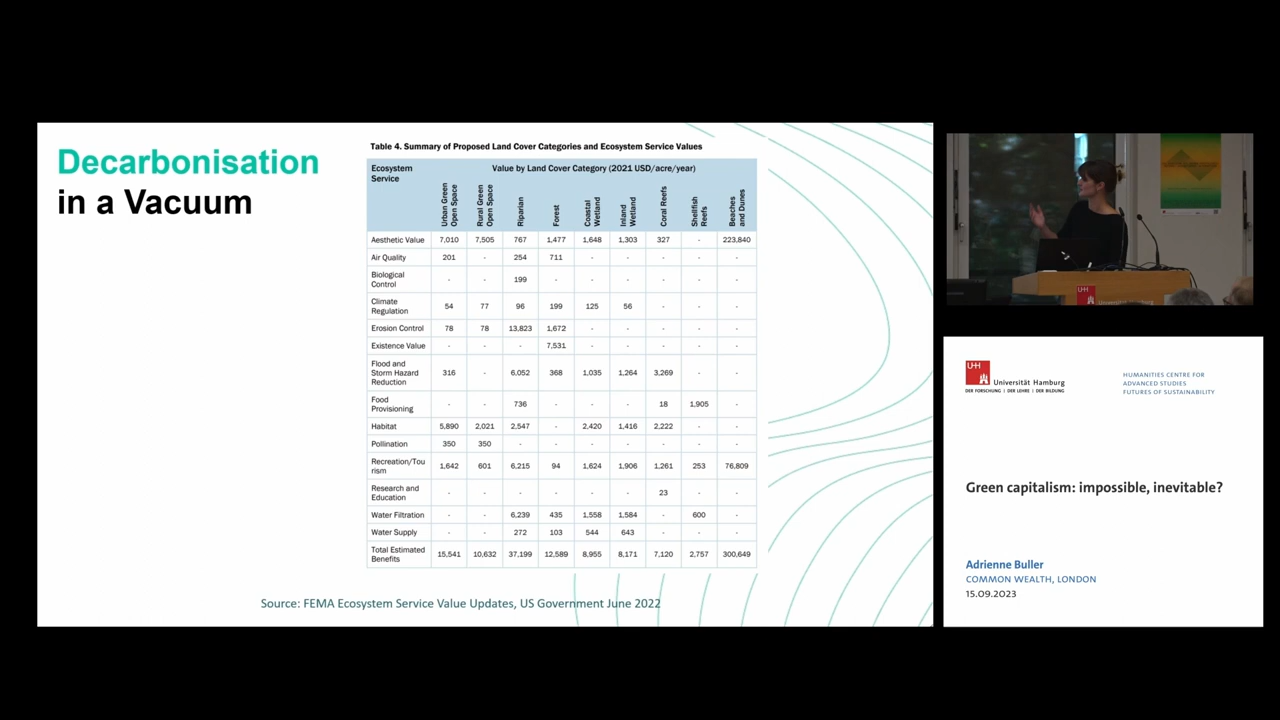 Decarbonisation
in a Vacuum
Table 4. Summary of Proposed Land Cover Categories and Ecosystem Service Values
Ecosystem
Service
Value by Land Cover Category (2021 USD/acre/year)
Urban Green
Open Space
Rural Green
Open Space
Riparian
Forest
Coastal
Wetland
Inland
Wetland
Coral Reefs
Shellfish
Reefs
Beaches
and Dunes
Aesthetic Value 7,010 7,505 767 1,477 1,648 1,303 327 - 223,840
Air Quality 201 - 254 711 - - - - -
Biological
Control - - 199 - - - - - -
Climate
Regulation 54 77 96 199 125 56 - - -
Erosion Control 78 78 13,823 1,672 - - - - -
Existence Value - - - 7,531 - - - - -
Flood and
Storm Hazard
Reduction 316 - 6,052 368 1,035 1,264 3,269 - -
Food
Provisioning - - 736 - - - 18 1,905 -
Habitat 5,890 2,021 2,547 - 2,420 1,416 2,222 - -
Pollination 350 350 - - - - - - -
Recreation/Tou
rism 1,642 601 6,215 94 1,624 1,906 1,261 253 76,809
Research and
Education - - - - - - 23 - -
Water Filtration - - 6,239 435 1,558 1,584 - 600 -
Water Supply - - 272 103 544 643 - - -
Total Estimated
Benefits 15,541 10,632 37,199 12,589 8,955 8,171 7,120 2,757 300,649
Source: FEMA Ecosystem Service Value Updates, US Government June 2022
UH
Universität Hamburg
UH
Universität Hamburg
DER FORSCHUNG | DER LEHRE | DER BILDUNG
HUMANITIES CENTRE FOR
ADVANCED STUDIES
FUTURES OF SUSTAINABILITY
Green capitalism: impossible, inevitable?
Adrienne Buller
COMMON WEALTH, LONDON
15.09.2023